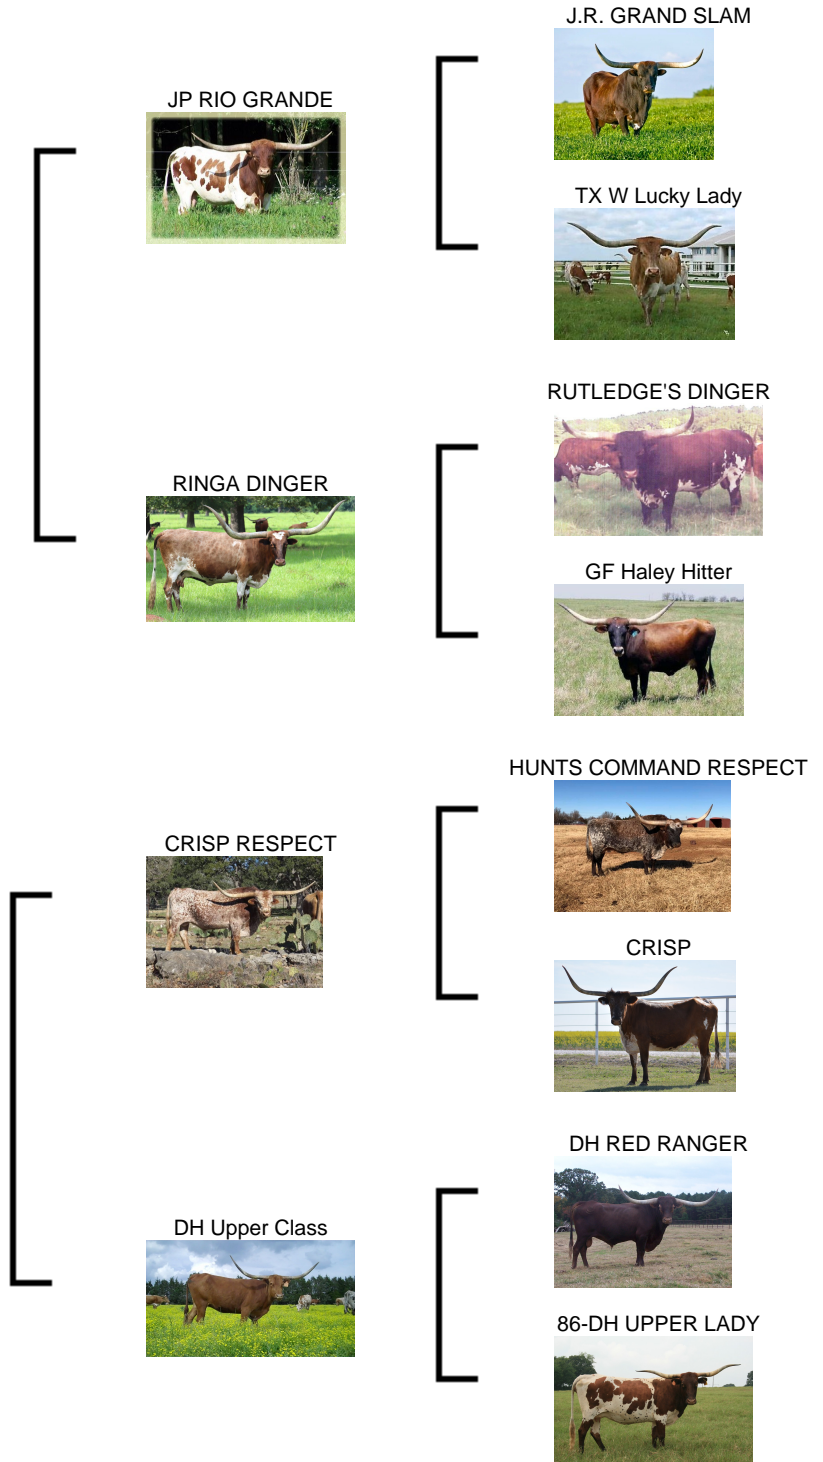 J.R. GRAND SLAM
JP RIO GRANDE
TX W Lucky Lady
RUTLEDGE'S DINGER
RINGA DINGER
GF Haley Hitter
HUNTS COMMAND RESPECT
CRISP RESPECT
CRISP
DH RED RANGER
DH Upper Class
86-DH UPPER LADY